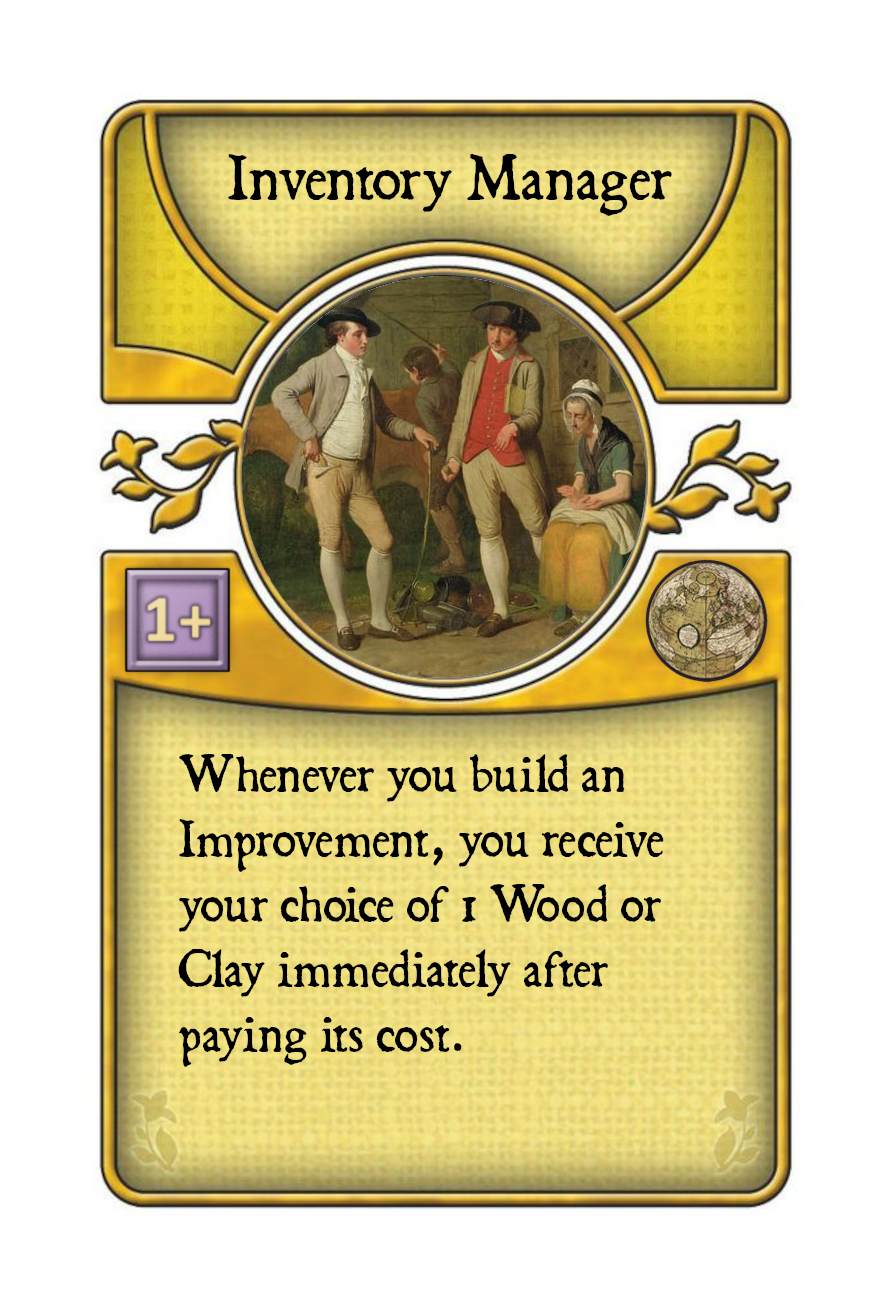 Inventory Manager
1+
Whenever you build an
Improvement, you receive
your choice of 1 Wood or
Clay immediately after
paying its cost.